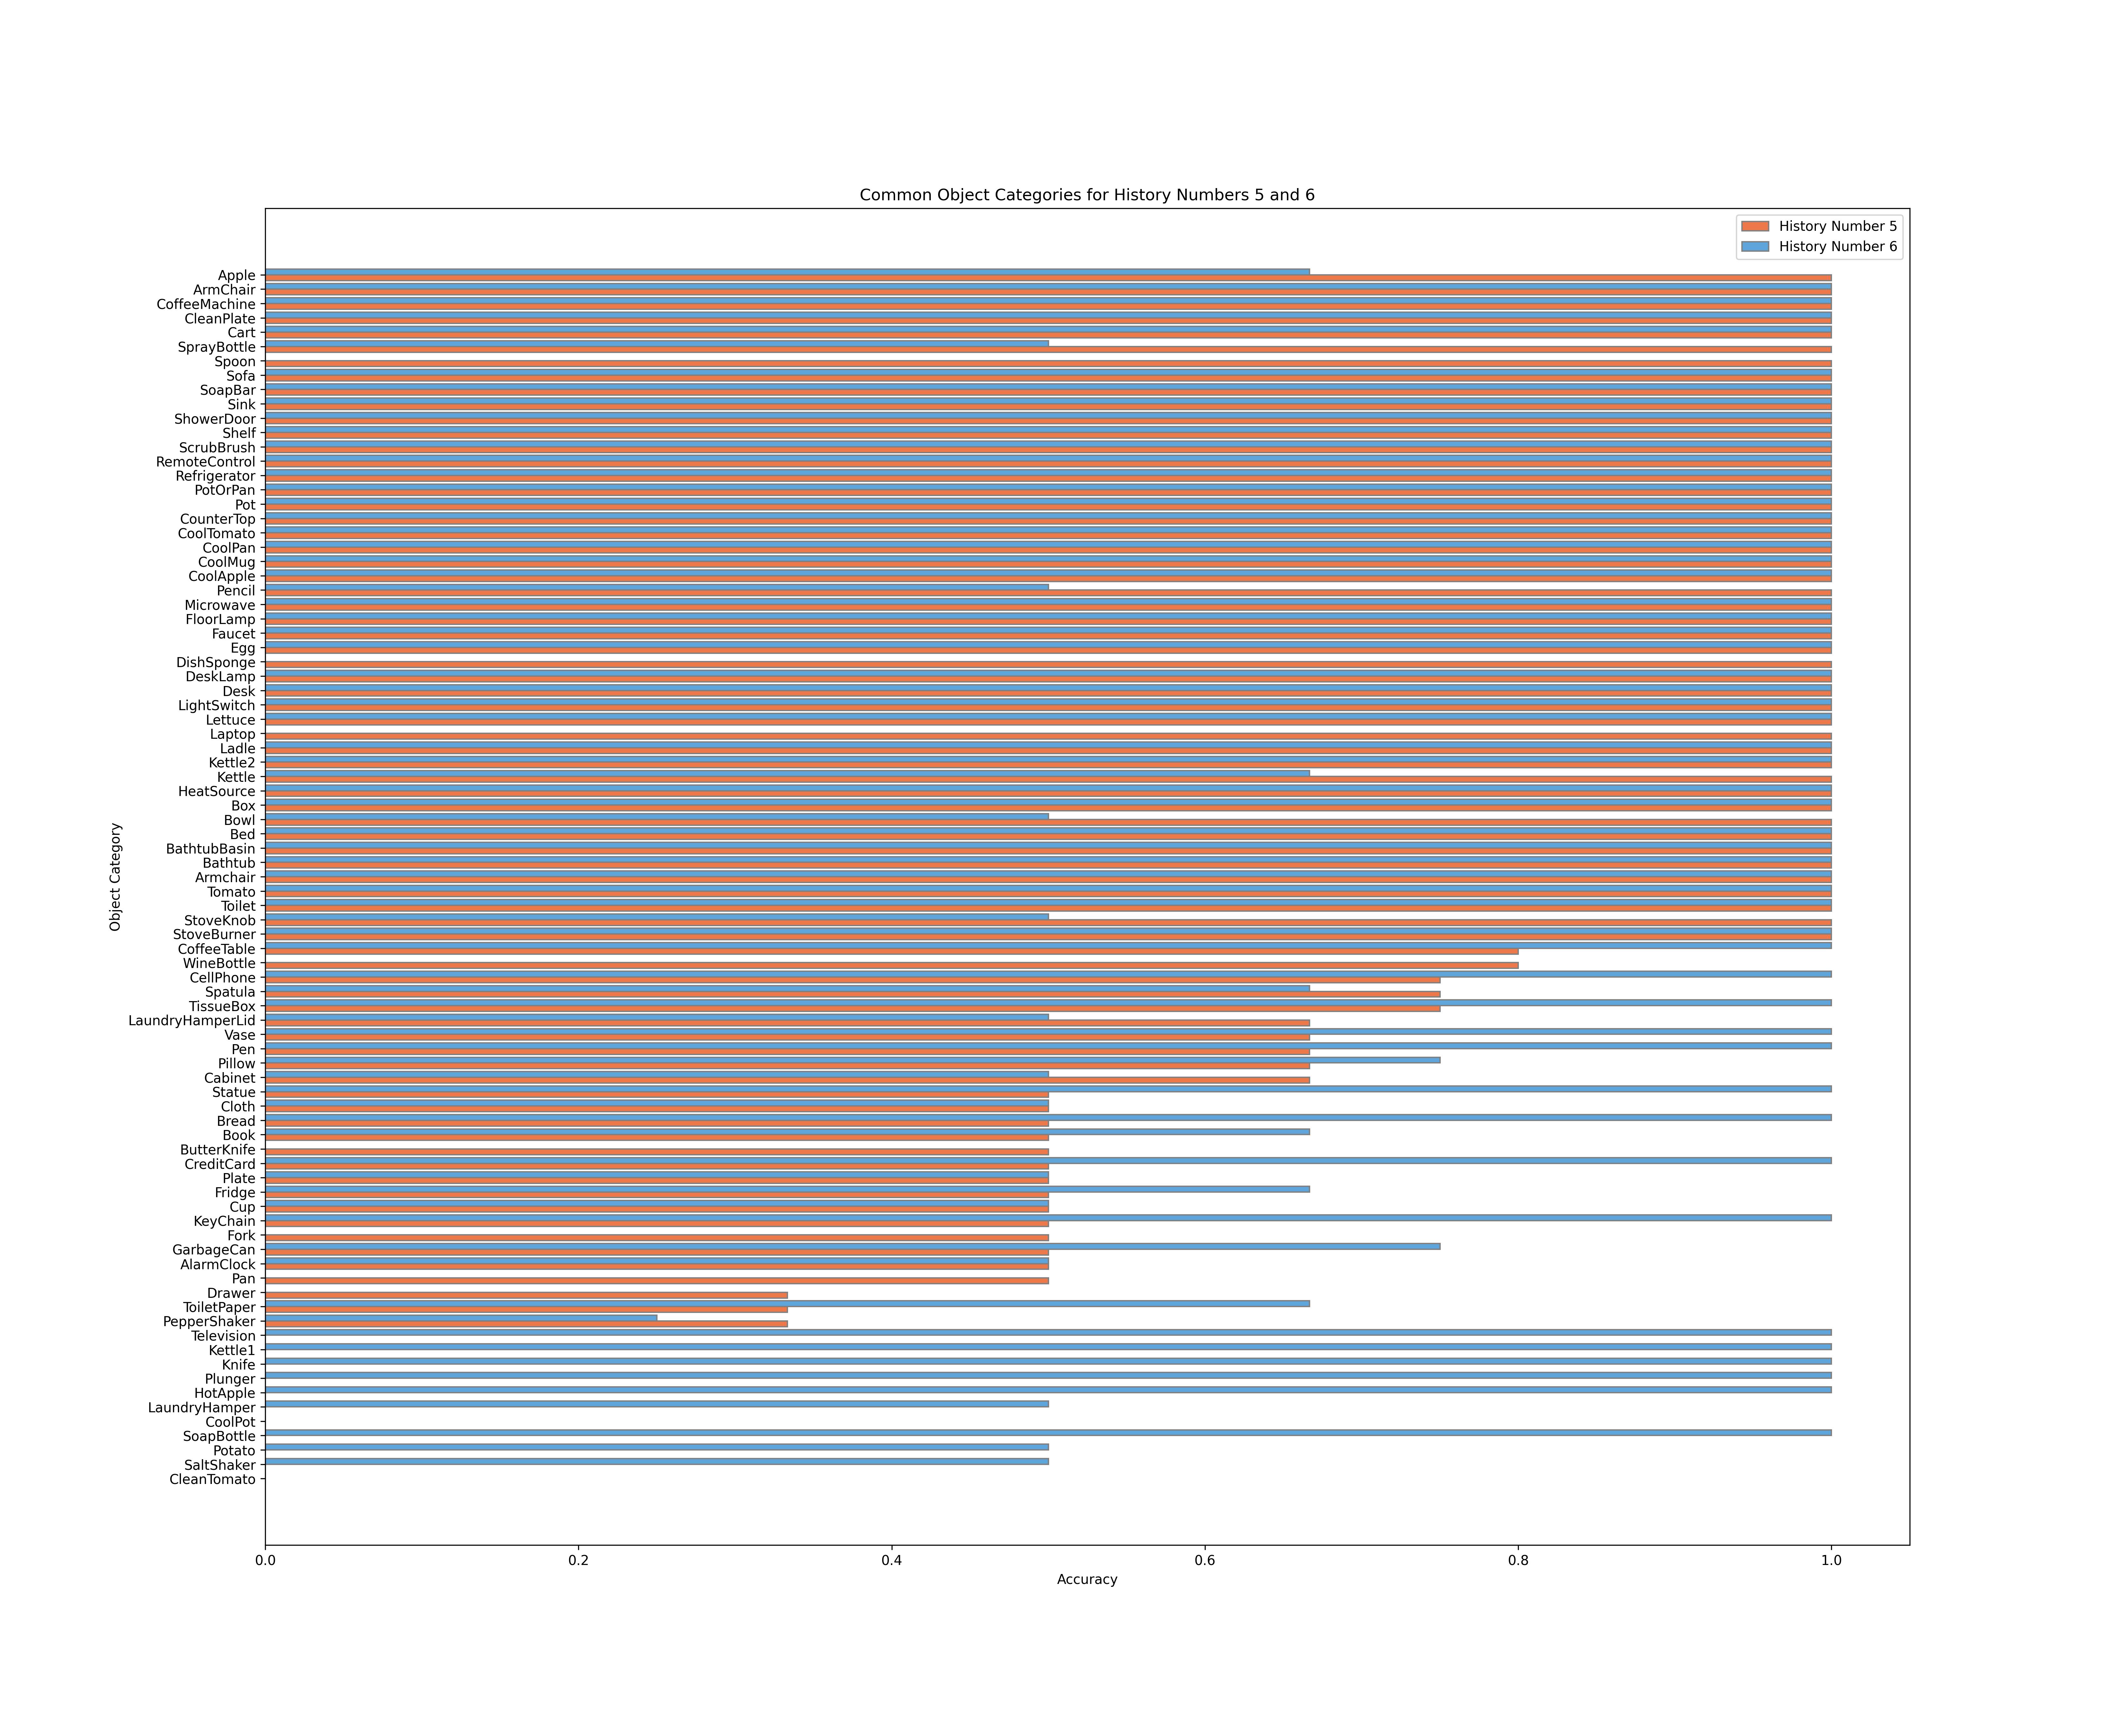 Common Object Categories for History Numbers 5 and 6
History Number 5
History Number 6
Apple
ArmChair
CoffeeMachine
CleanPlate
Cart
SprayBottle
Spoon
Sofa
SoapBar
Sink
ShowerDoor
Shelf
ScrubBrush
RemoteControl
Refrigerator
PotOrPan
Pot
CounterTop
CoolTomato
CoolPan
CoolMug
CoolApple
Pencil
Microwave
FloorLamp
Faucet
Egg
DishSponge
DeskLamp
Desk
LightSwitch
Lettuce
Laptop
Ladle
Kettle2
Kettle
HeatSource
Box
Bowl
Bed
BathtubBasin
Bathtub
Armchair
Tomato
Toilet
StoveKnob
StoveBurner
CoffeeTable
WineBottle
CellPhone
Spatula
TissueBox
LaundryHamperLid
Vase
Pen
Pillow
Cabinet
Statue
Cloth
Bread
Book
ButterKnife
CreditCard
Plate
Fridge
Cup
KeyChain
Fork
GarbageCan
AlarmClock
Pan
Drawer
ToiletPaper
PepperShaker
Television
Kettle1
Knife
Plunger
HotApple
LaundryHamper
CoolPot
SoapBottle
Potato
SaltShaker
CleanTomato
Object Category
0.0 0.2 0.4 0.6 0.8 1.0
Accuracy